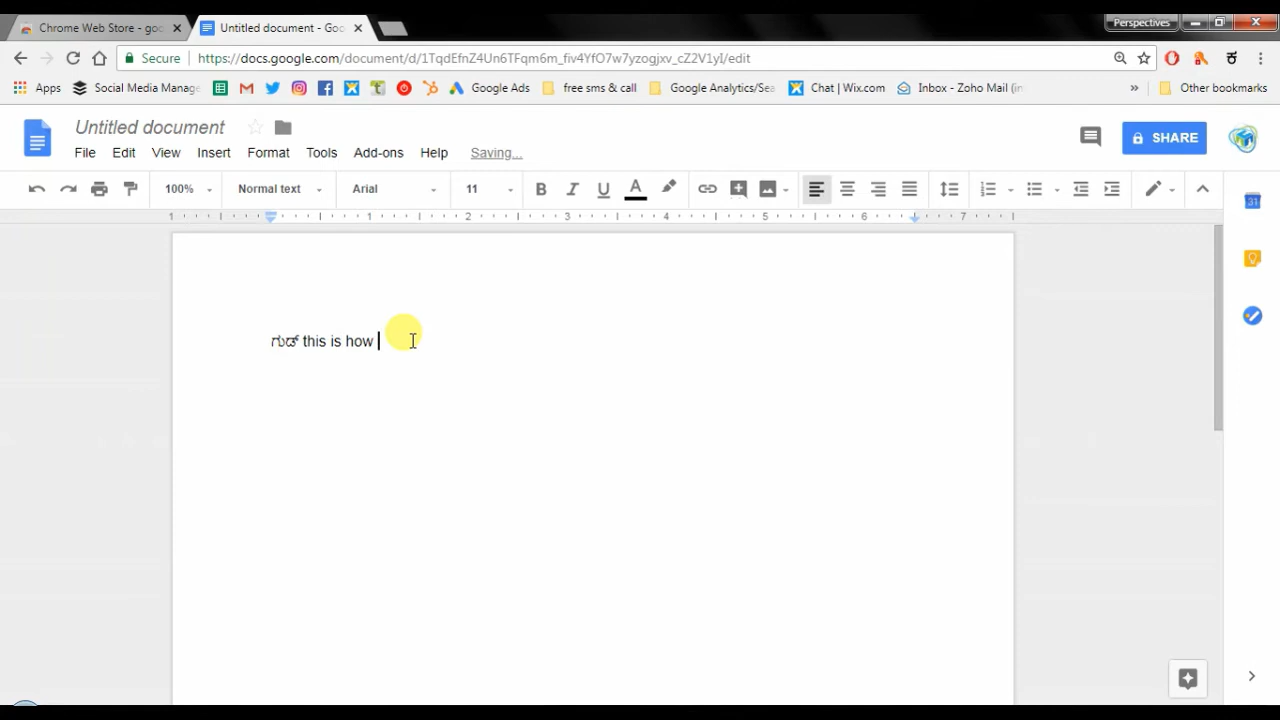 Perspectives
Chrome Web Store - goo
Untitled document - Goo
Secure https://docs.google.com/document/d/1TqdEfnZ4Un6TFqm6m_fiv4YfO7w7yzogjxv_cZ2V1yI/edit ಕ
Apps Social Media Manage Google Ads free sms & call Google Analytics/Sea Chat | Wix.com Inbox - Zoho Mail (in » Other bookmarks
Untitled document
SHARE
File Edit View Insert Format Tools Add-ons Help Saving...
100% Normal text Arial 11 B I U A
1 1 2 3 4 5 6 7
31
ಗುಡ್ this is how